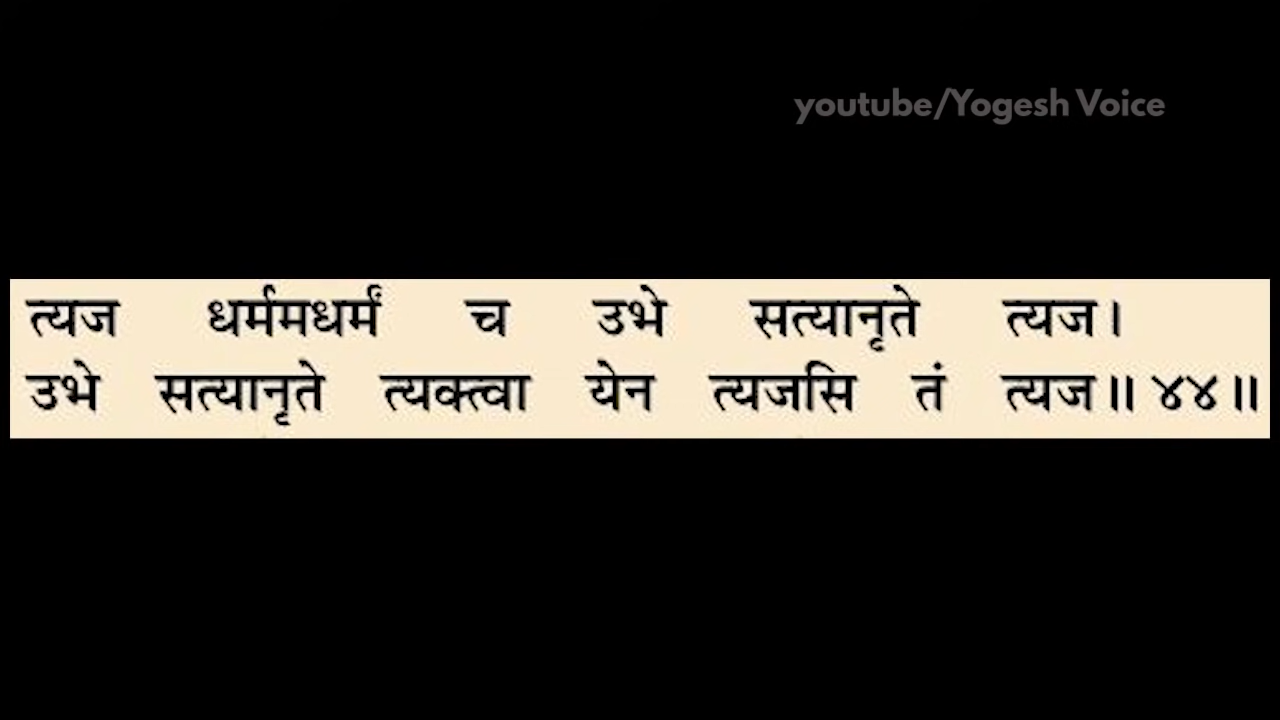 youtube/Yogesh Voice
त्यज धर्ममधर्मं च उभे सत्यानृते त्यज।
उभे सत्यानृते त्यक्त्वा येन त्यजसि तं त्यज॥ ४४॥